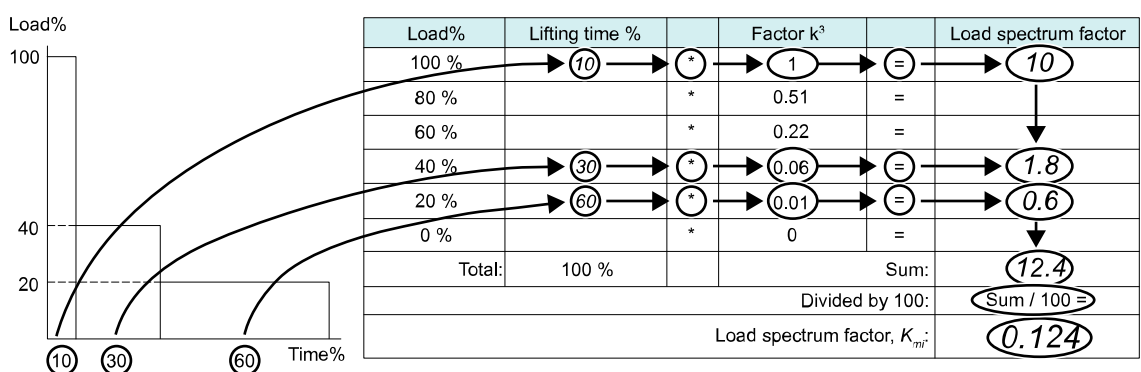 Load%
100
40
20
10 30 60 Time%
Load% Lifting time % Factor k³ Load spectrum factor
100 % 10 * 1 = 10
80 % * 0.51 =
60 % * 0.22 =
40 % 30 * 0.06 = 1.8
20 % 60 * 0.01 = 0.6
0 % * 0 =
Total: 100 % Sum: 12.4
Divided by 100: Sum / 100 =
Load spectrum factor, Kmi: 0.124